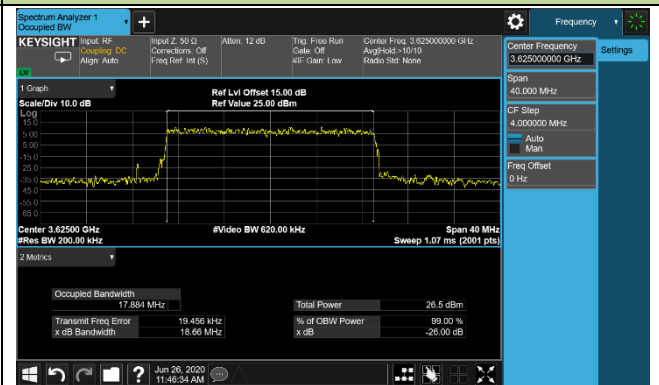 Spectrum Analyzer 1
Occupied BW
+
Frequency
KEYSIGHT
Input: RF
Coupling: DC
Align: Auto
Input Z: 50 Ω
Corrections: Off
Freq Ref: Int (S)
Atten: 12 dB
Trig: Free Run
Gate: Off
#IF Gain: Low
Center Freq: 3.625000000 GHz
Avg|Hold:>10/10
Radio Std: None
Center Frequency
3.625000000 GHz
Settings
Span
40.000 MHz
CF Step
4.000000 MHz
Auto
Man
Freq Offset
0 Hz
1 Graph
Scale/Div 10.0 dB
Ref Lvl Offset 15.00 dB
Ref Value 25.00 dBm
Log
15.0
5.00
-5.00
-15.0
-25.0
-35.0
-45.0
-55.0
-65.0
Center 3.62500 GHz
#Video BW 620.00 kHz
Span 40 MHz
#Res BW 200.00 kHz
Sweep 1.07 ms (2001 pts)
2 Metrics
Occupied Bandwidth
17.884 MHz
Total Power
26.5 dBm
Transmit Freq Error
19.456 kHz
% of OBW Power
99.00 %
x dB Bandwidth
18.66 MHz
x dB
-26.00 dB
?
Jun 26, 2020
11:46:34 AM